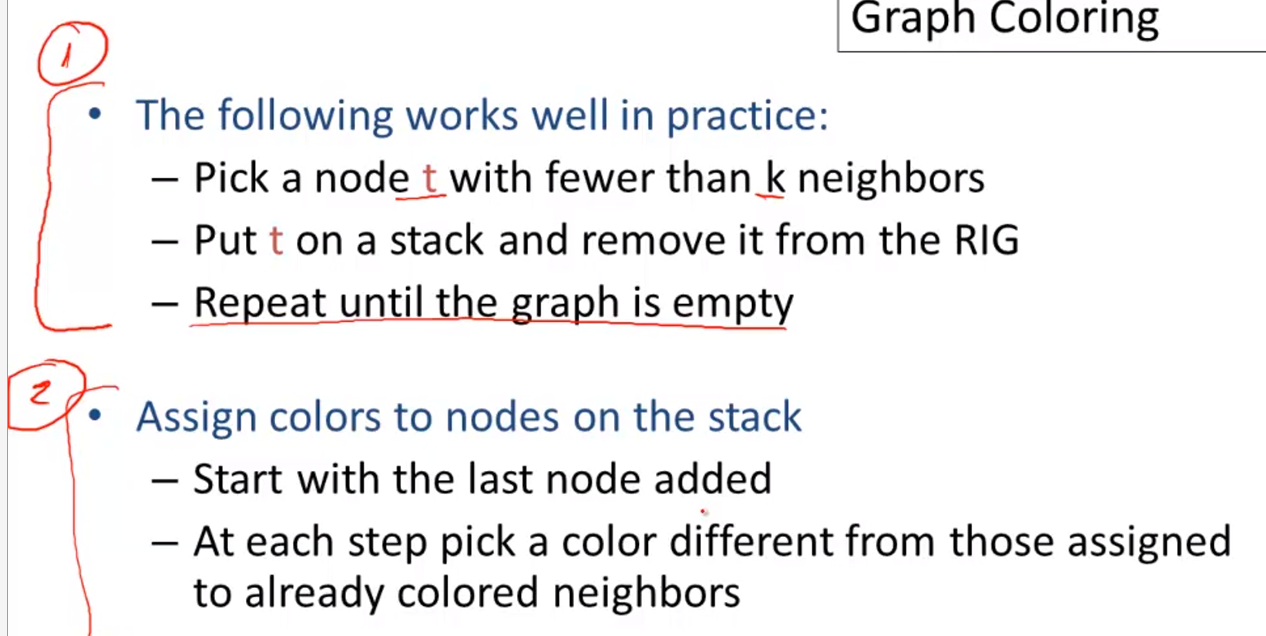 Graph Coloring
1
• The following works well in practice:
– Pick a node t with fewer than k neighbors
– Put t on a stack and remove it from the RIG
– Repeat until the graph is empty
2
• Assign colors to nodes on the stack
– Start with the last node added
– At each step pick a color different from those assigned
to already colored neighbors